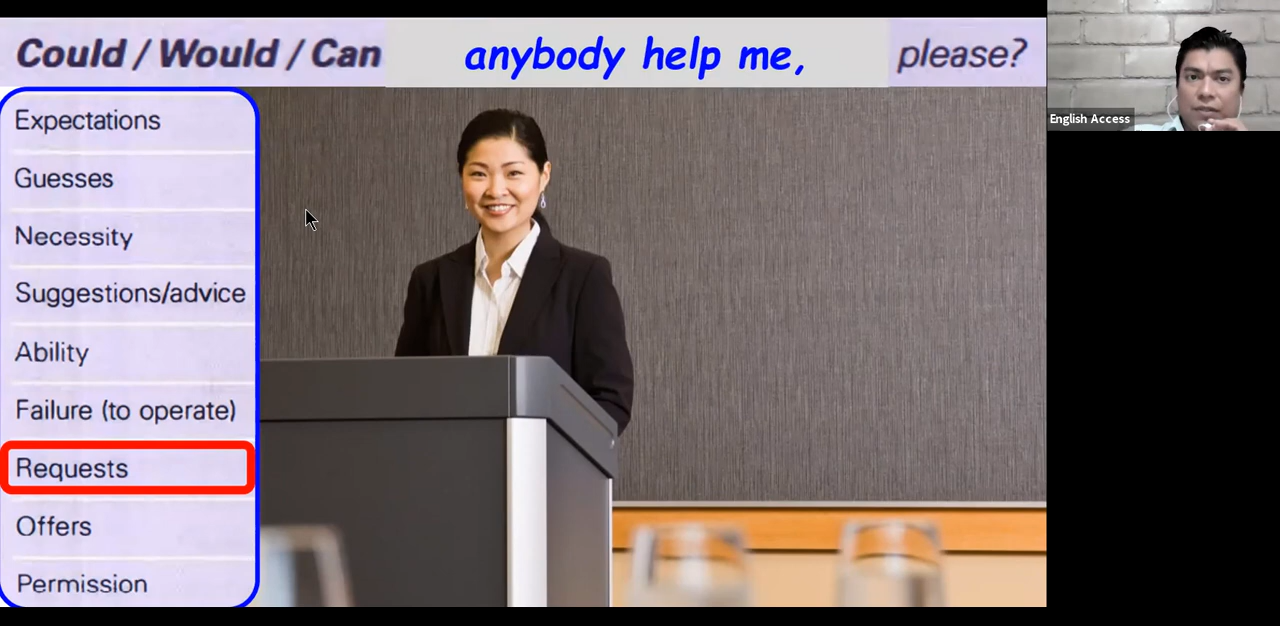 Could / Would / Can anybody help me, please?
English Access
Expectations
Guesses
Necessity
Suggestions/advice
Ability
Failure (to operate)
Requests
Offers
Permission